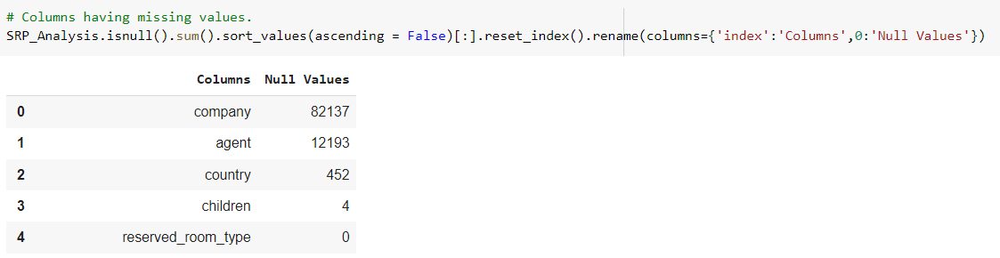 # Columns having missing values.
SRP_Analysis.isnull().sum().sort_values(ascending = False)[:].reset_index().rename(columns={'index':'Columns',0:'Null Values'})
Columns Null Values
0 company 82137
1 agent 12193
2 country 452
3 children 4
4 reserved_room_type 0